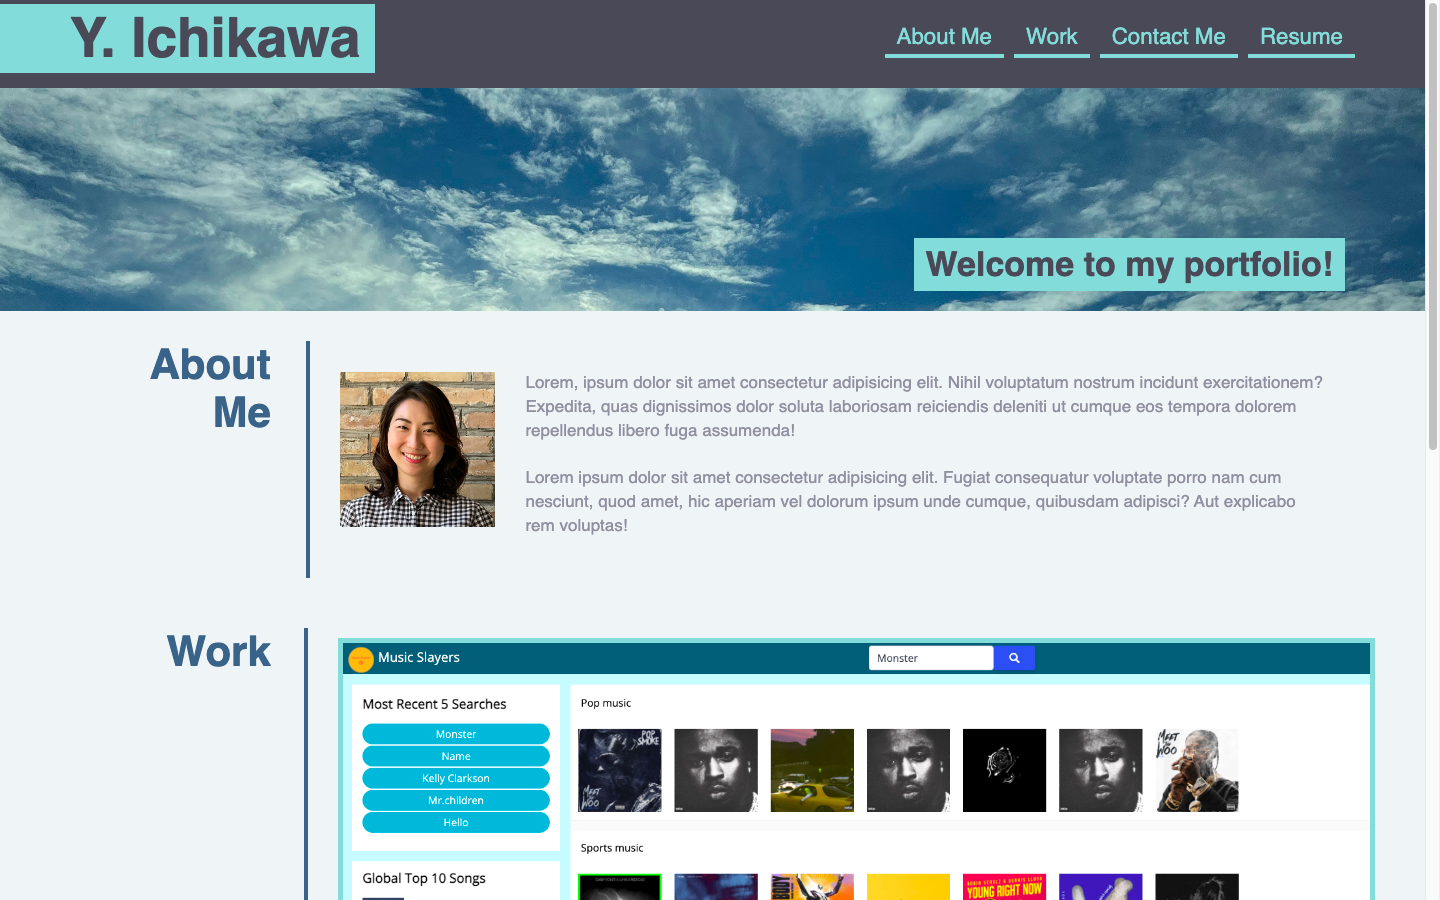 Y. Ichikawa
About Me
Work
Contact Me
Resume
Welcome to my portfolio!
About
Me
Lorem, ipsum dolor sit amet consectetur adipisicing elit. Nihil voluptatum nostrum incidunt exercitationem?
Expedita, quas dignissimos dolor soluta laboriosam reiciendis deleniti ut cumque eos tempora dolorem
repellendus libero fuga assumenda!
Lorem ipsum dolor sit amet consectetur adipisicing elit. Fugiat consequatur voluptate porro nam cum
nesciunt, quod amet, hic aperiam vel dolorum ipsum unde cumque, quibusdam adipisci? Aut explicabo
rem voluptas!
Work
Music Slayers
Monster
Most Recent 5 Searches
Monster
Name
Kelly Clarkson
Mr.children
Hello
Global Top 10 Songs
Pop music
POP
SMOKE
MEET
THE
WOO
MEET
THE
WOO
Sports music
BODY
YOUNG RIGHT NOW